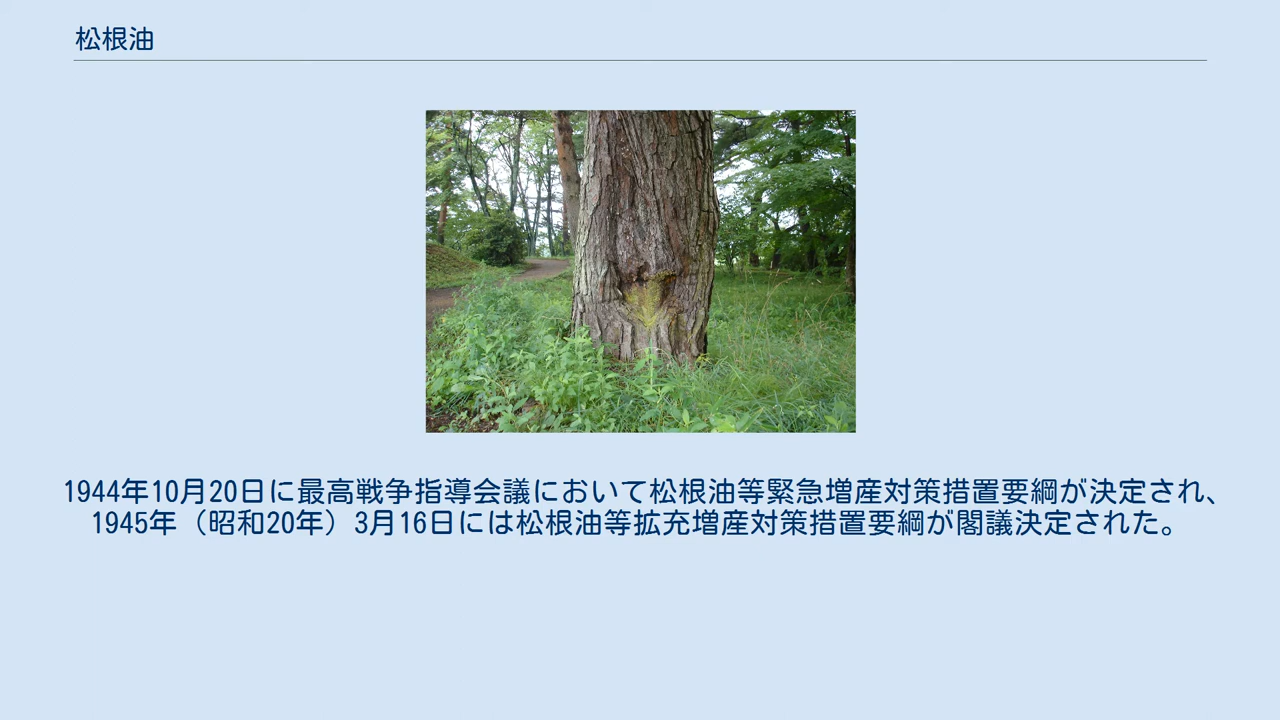 松根油
1944年10月20日に最高戦争指導会議において松根油等緊急増産対策措置要綱が決定され、
1945年（昭和20年）3月16日には松根油等拡充増産対策措置要綱が閣議決定された。